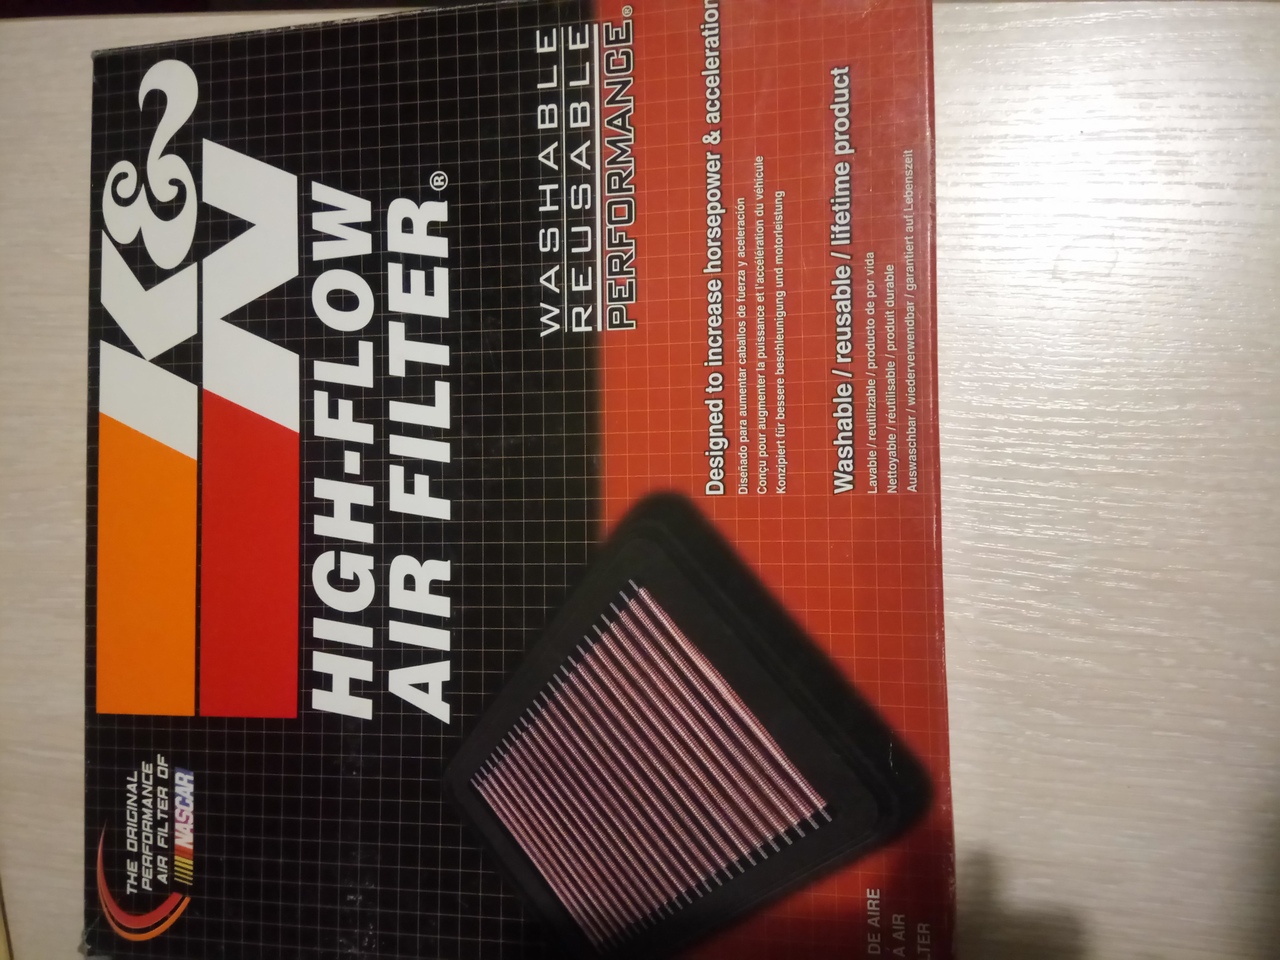 THE ORIGINAL
PERFORMANCE
AIR FILTER OF
NASCAR
K&N
HIGH-FLOW
AIR FILTER®
WASHABLE
REUSABLE
PERFORMANCE®
Designed to increase horsepower & acceleration
Diseñado para aumentar caballos de fuerza y aceleración
Conçu pour augmenter la puissance et l'accélération du véhicule
Konzipiert für bessere beschleunigung und motorleistung
Washable / reusable / lifetime product
Lavable / reutilizable / producto de por vida
Nettoyable / réutilisable / produit durable
Auswaschbar / wiederverwendbar / garantiert auf Lebenszeit
DE AIRE
À AIR
LTER